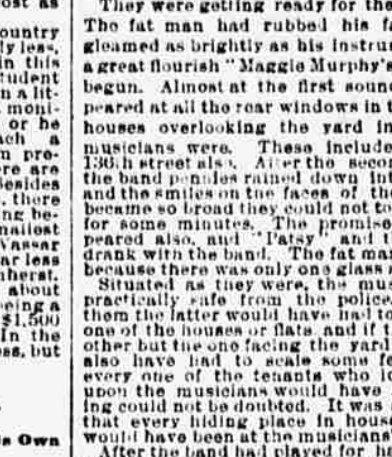 ost as
ountry
ly less,
in this
tudent
n a lit-
moni-
or he
ach a
m pre-
ere are
Besides
, there
ng be-
mallest
Vassar
ar less
mherst.
about
eing a
$1,500
In the
ess, but
s Own
They were getting ready for the
The fat man had rubbed his fa
gleamed as brightly as his instru
a great flourish "Maggie Murphy's
begun. Almost at the first soun
peared at all the rear windows in t
houses overlooking the yard in
musicians were. These include
136th street also. After the secon
the band pennies rained down int
and the smiles on the faces of the
became so broad they could not to
for some minutes. The promise
peared also, and "Patsy" and t
drank with the band. The fat ma
because there was only one glass
Situated as they were, the mus
practically safe from the police
them the latter would have had to
one of the houses or flats, and if t
other but the one facing the yard
also have had to scale some fe
every one of the tenants who lo
upon the musicians would have
ing could not be doubted. It was
that every hiding place in hous
would have been at the musicians
After the band had played for h